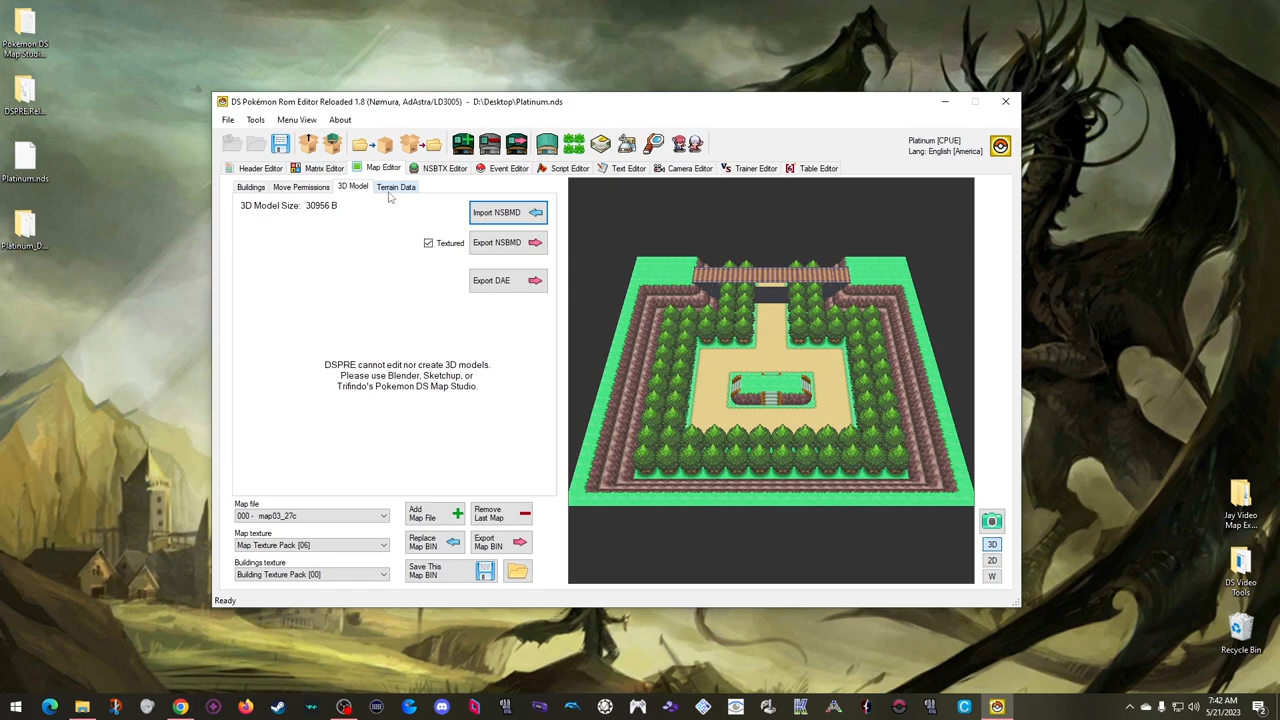 Pokemon DS
Map Studi...
DSPRE.Rel...
Platinum.nds
Platinum_D...
DS Pokémon Rom Editor Reloaded 1.8 (Nømura, AdAstra/LD3005)  -  D:\Desktop\Platinum.nds
File Tools Menu View About
Platinum [CPUE]
Lang: English [America]
Header Editor Matrix Editor Map Editor NSBTX Editor Event Editor Script Editor Text Editor Camera Editor Trainer Editor Table Editor
Buildings Move Permissions 3D Model Terrain Data
3D Model Size: 30956 B
Import NSBMD
Textured Export NSBMD
Export DAE
DSPRE cannot edit nor create 3D models.
Please use Blender, Sketchup, or
Trifindo's Pokemon DS Map Studio.
Map file
000 - map03_27c
Map texture
Map Texture Pack [06]
Buildings texture
Building Texture Pack [00]
Add
Map File
Remove
Last Map
Replace
Map BIN
Export
Map BIN
Save This
Map BIN
3D
2D
W
Ready
Jay Video
Map Ex...
DS Video
Tools
Recycle Bin
7:42 AM
5/21/2023